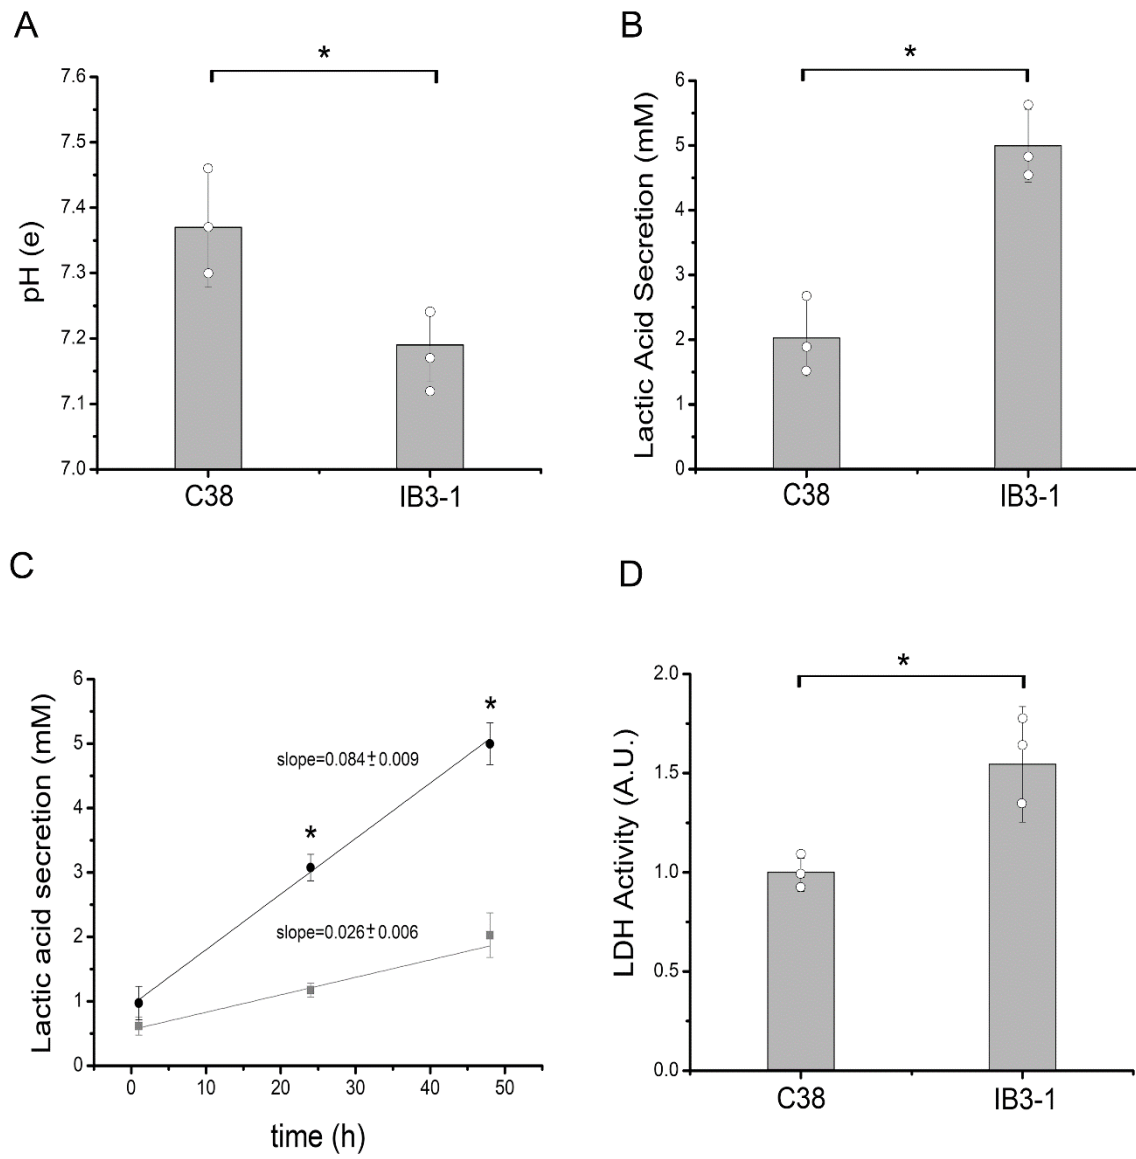 A
*
7.6
7.5
7.4
7.3
7.2
7.1
7.0
pH (e)
C38
IB3-1
B
*
6
5
4
3
2
1
0
Lactic Acid Secretion (mM)
C38
IB3-1
C
6
5
4
3
2
1
0
Lactic acid secretion (mM)
*
slope=0.084±0.009
*
slope=0.026±0.006
0
10
20
30
40
50
time (h)
D
*
2.0
1.5
1.0
0.5
0.0
LDH Activity (A.U.)
C38
IB3-1